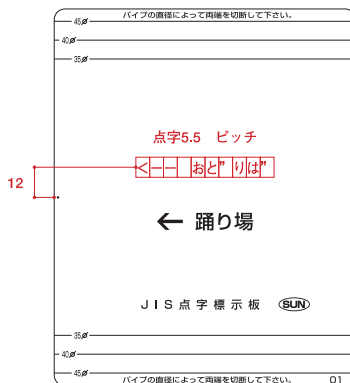 パイプの直径によって両端を切断して下さい。
45ø
40ø
35ø
点字5.5 ピッチ
<ーー おど"りは"
12
← 踊り場
JIS点字標示板 SUN
35ø
40ø
45ø
パイプの直径によって両端を切断して下さい。 01